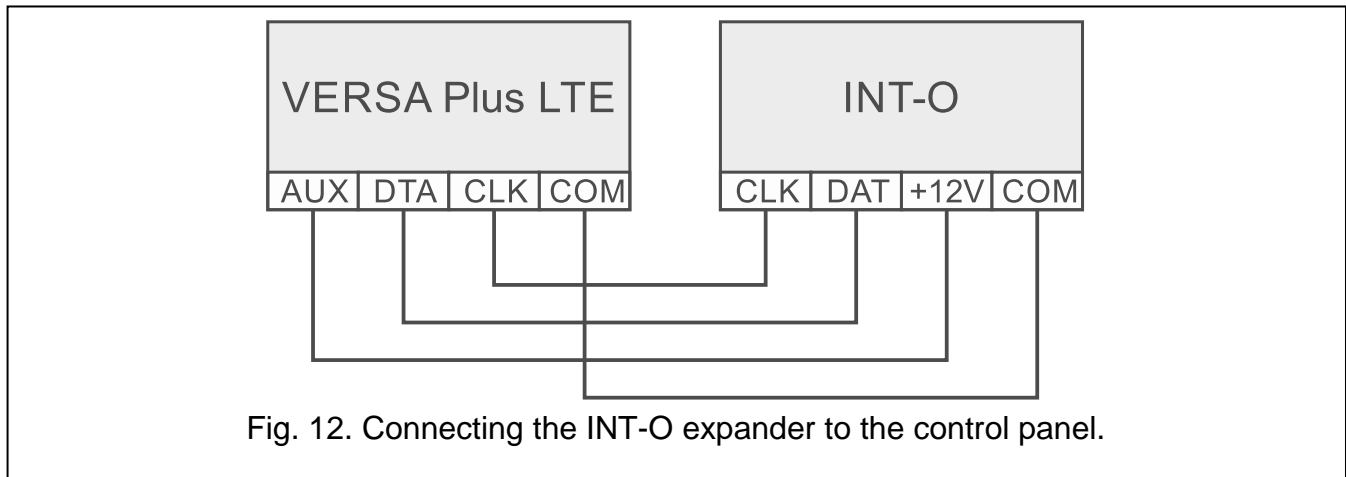 VERSA Plus LTE INT-O
AUX DTA CLK COM CLK DAT +12V COM
Fig. 12. Connecting the INT-O expander to the control panel.